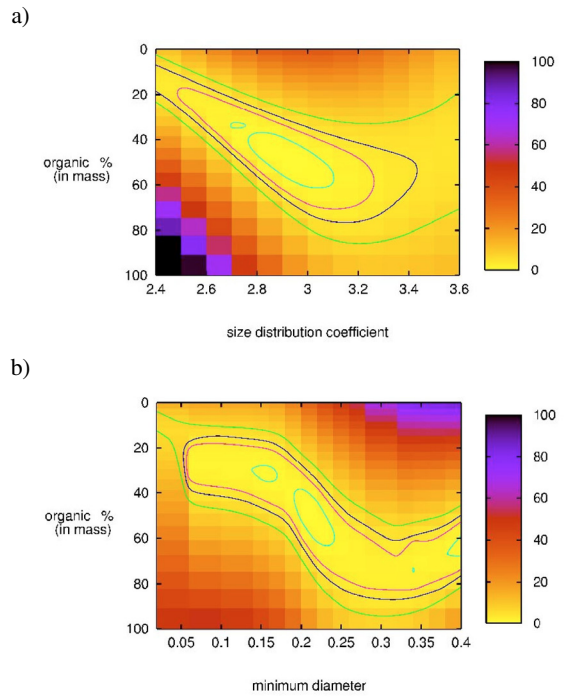 a)
0
20
40
60
80
100
organic %
(in mass)
2.4 2.6 2.8 3 3.2 3.4 3.6
size distribution coefficient
100
80
60
40
20
0
b)
0
20
40
60
80
100
organic %
(in mass)
0.05 0.1 0.15 0.2 0.25 0.3 0.35 0.4
minimum diameter
100
80
60
40
20
0